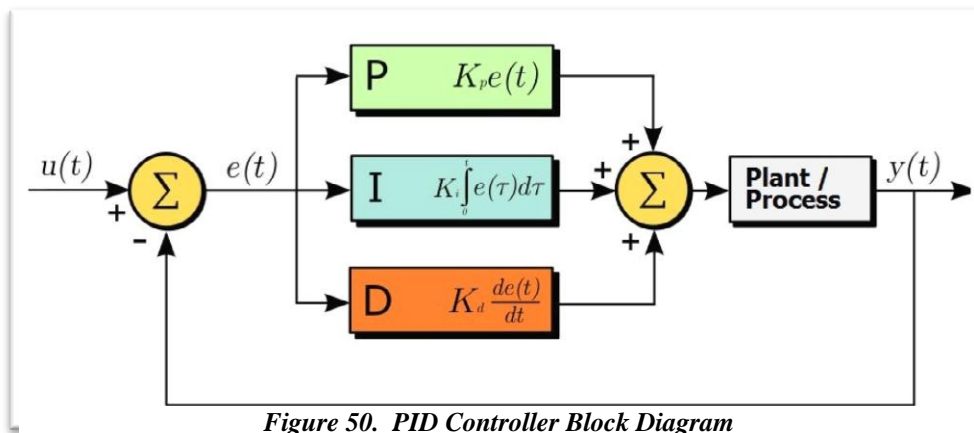 P K_p e(t)
u(t) + - Σ e(t)
I K_i ∫_0^t e(τ)dτ
+ + + Σ
Plant /
Process
y(t)
D K_d de(t)/dt
Figure 50. PID Controller Block Diagram